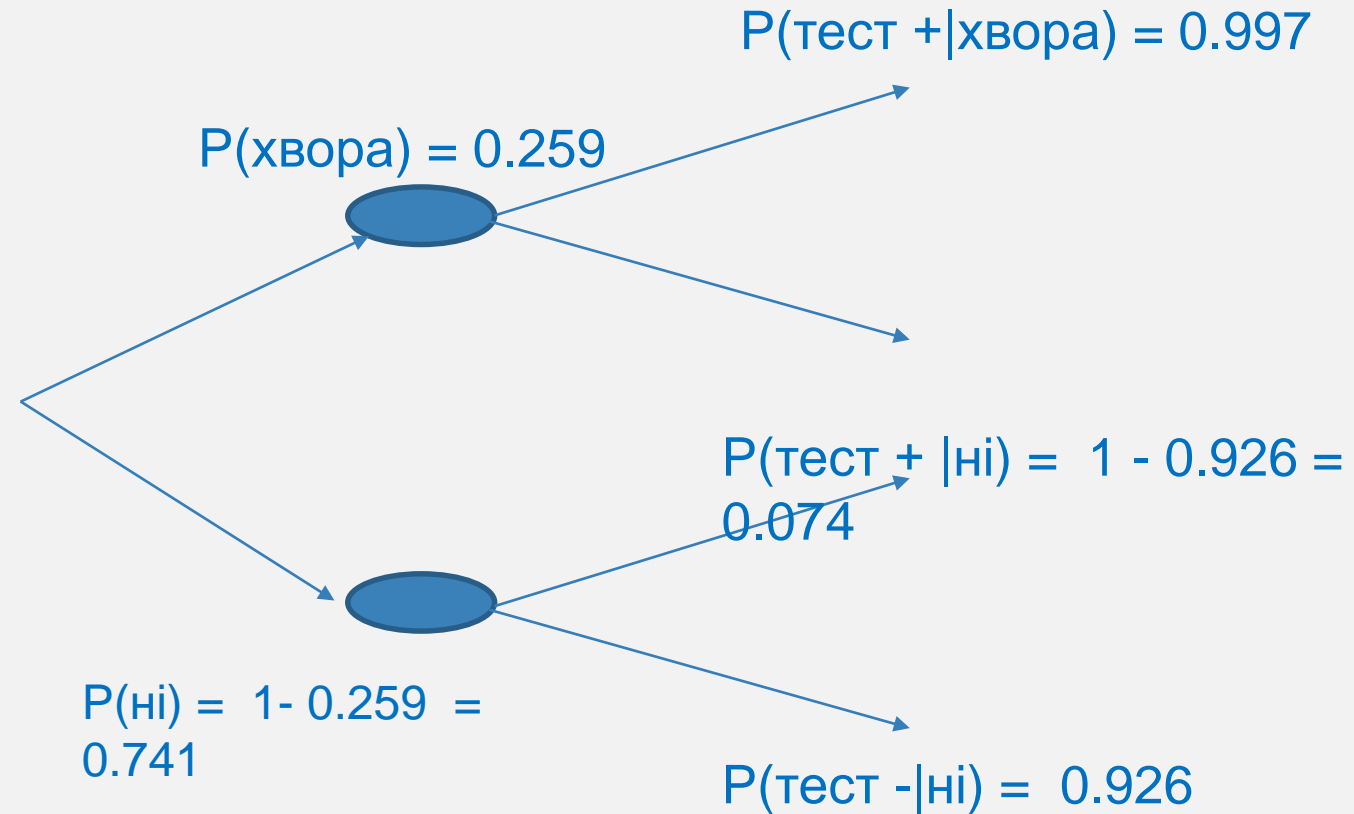 P(тест +|хвора) = 0.997
P(хвора) = 0.259
P(тест + |ні) = 1 - 0.926 =
0.074
P(ні) = 1- 0.259 =
0.741
P(тест -|ні) = 0.926